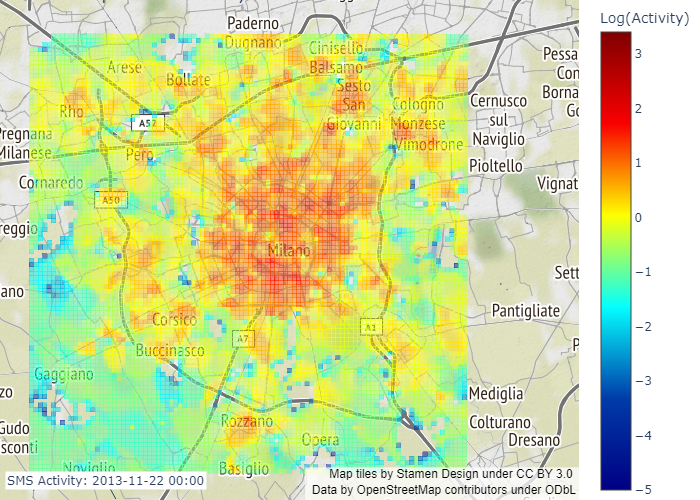 Log(Activity)
Paderno
Dugnano
Cinisello
Balsamo
Arese
Bollate
Sesto
San
Giovanni
Rho
Cologno
Monzese
Vimodrone
Cernusco
sul
Naviglio
Pessa
Con
Borna
Go
A52
Pregnana
Milanese
Pero
Pioltello
Cornaredo
Vignat
A50
reggio
Milano
Sett
ano
Corsico
Pantigliate
A7
A1
Buccinasco
P
Gaggiano
zo
Mediglia
Gudo
sconti
Rozzano
Opera
Colturano
Dresano
Noviglio
Basiglio
SMS Activity: 2013-11-22 00:00
Map tiles by Stamen Design under CC BY 3.0
Data by OpenStreetMap contributors under ODbL
3
2
1
0
−1
−2
−3
−4
−5